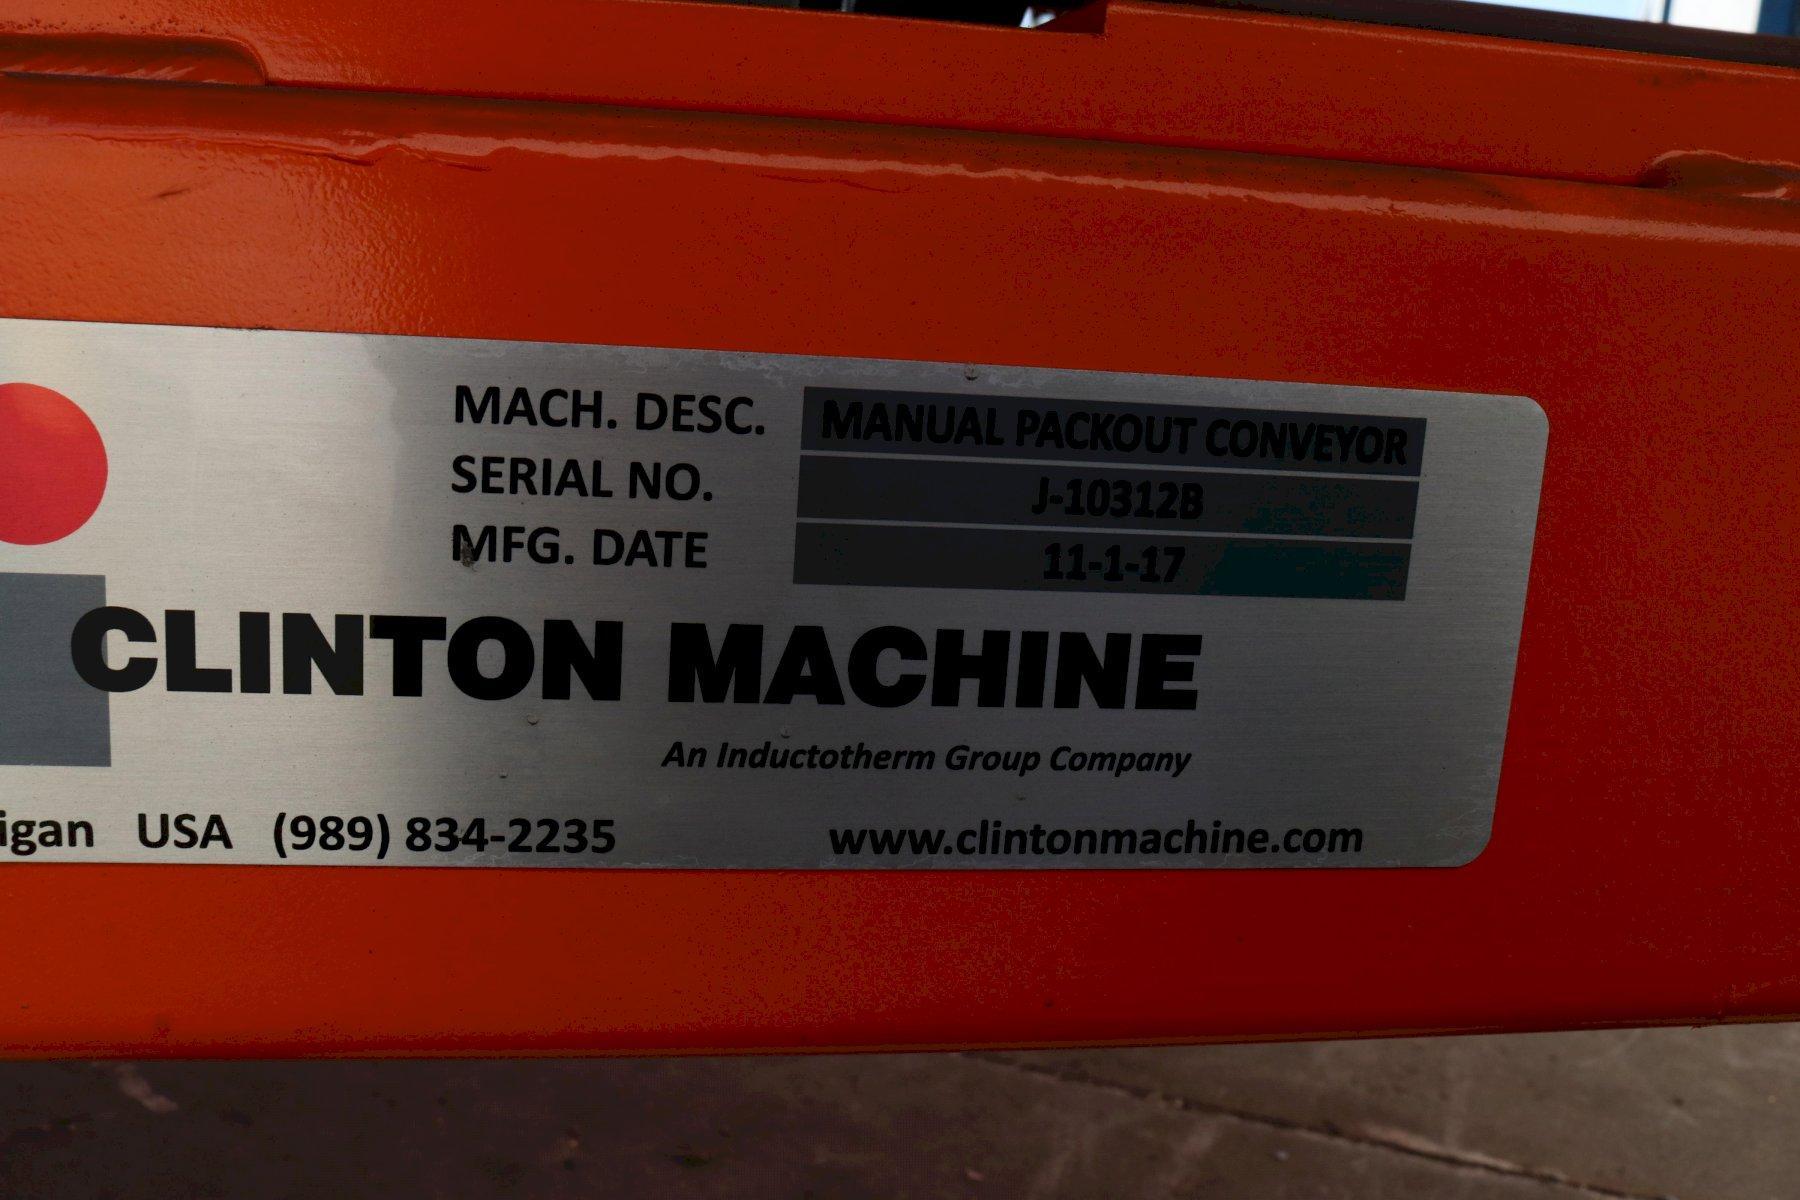 MACH. DESC. MANUAL PACKOUT CONVEYOR
SERIAL NO. J-10312B
MFG. DATE 11-1-17
CLINTON MACHINE
An Inductotherm Group Company
igan USA (989) 834-2235 www.clintonmachine.com